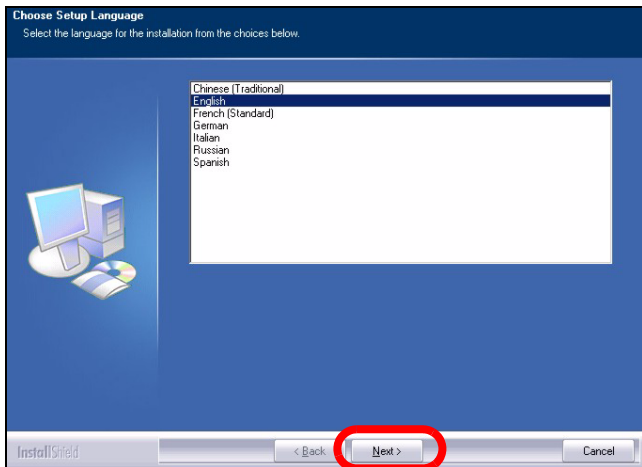 Choose Setup Language
Select the language for the installation from the choices below.
Chinese (Traditional)
English
French (Standard)
German
Italian
Russian
Spanish
InstallShield
< Back
Next >
Cancel